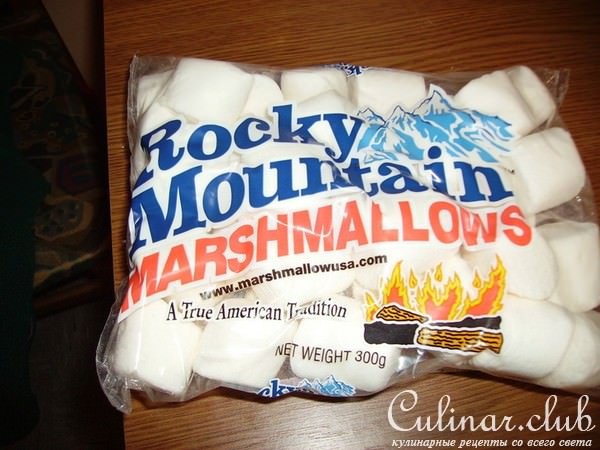 Rocky
Mountain
MARSHMALLOWS
www.marshmallowusa.com
A True American Tradition
NET WEIGHT 300g
Rocky
Culinar.club
кулинарные рецепты со всего света